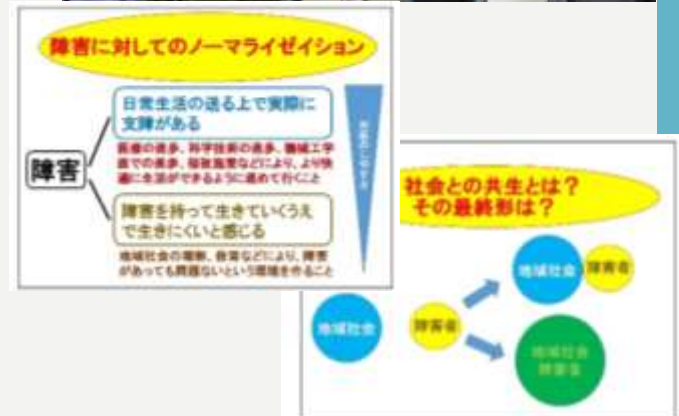 障害に対してのノーマライゼイション
日常生活の送る上で実際に
支障がある
医療の進歩、科学技術の進歩、機械工学
での進歩、福祉施策などにより、より快
適に生活ができるように進めて行くこと
障害
障害を持って生きていくうえ
で生きにくいと感じる
地域社会の理解、教育などにより、障害
があっても問題ないという環境を作ること
社会との共生とは?
その最終形は?
地域社会
障害者
地域社会
障害者
地域社会
障害者